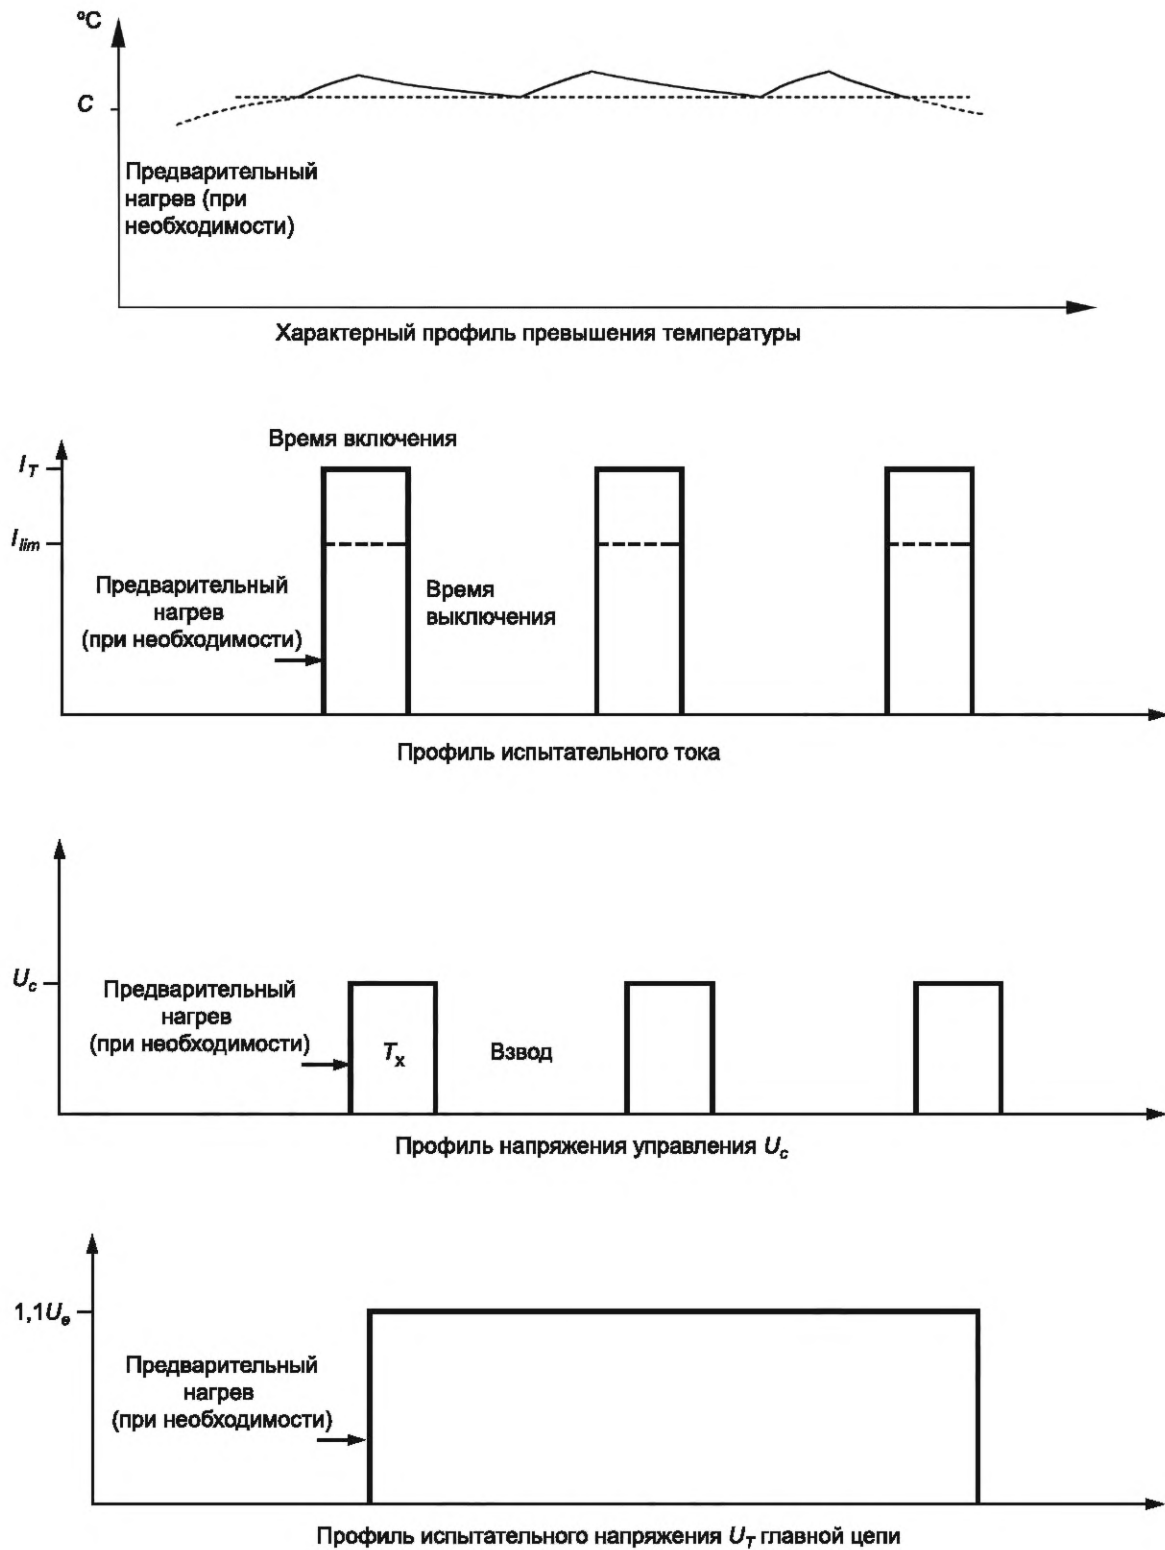 °C
C
Предварительный
нагрев (при
необходимости)
Характерный профиль превышения температуры
Время включения
I_T
I_lim
Предварительный
нагрев
(при необходимости)
Время
выключения
Профиль испытательного тока
U_c
Предварительный
нагрев
(при необходимости)
T_x
Взвод
Профиль напряжения управления U_c
1,1U_e
Предварительный
нагрев
(при необходимости)
Профиль испытательного напряжения U_T главной цепи